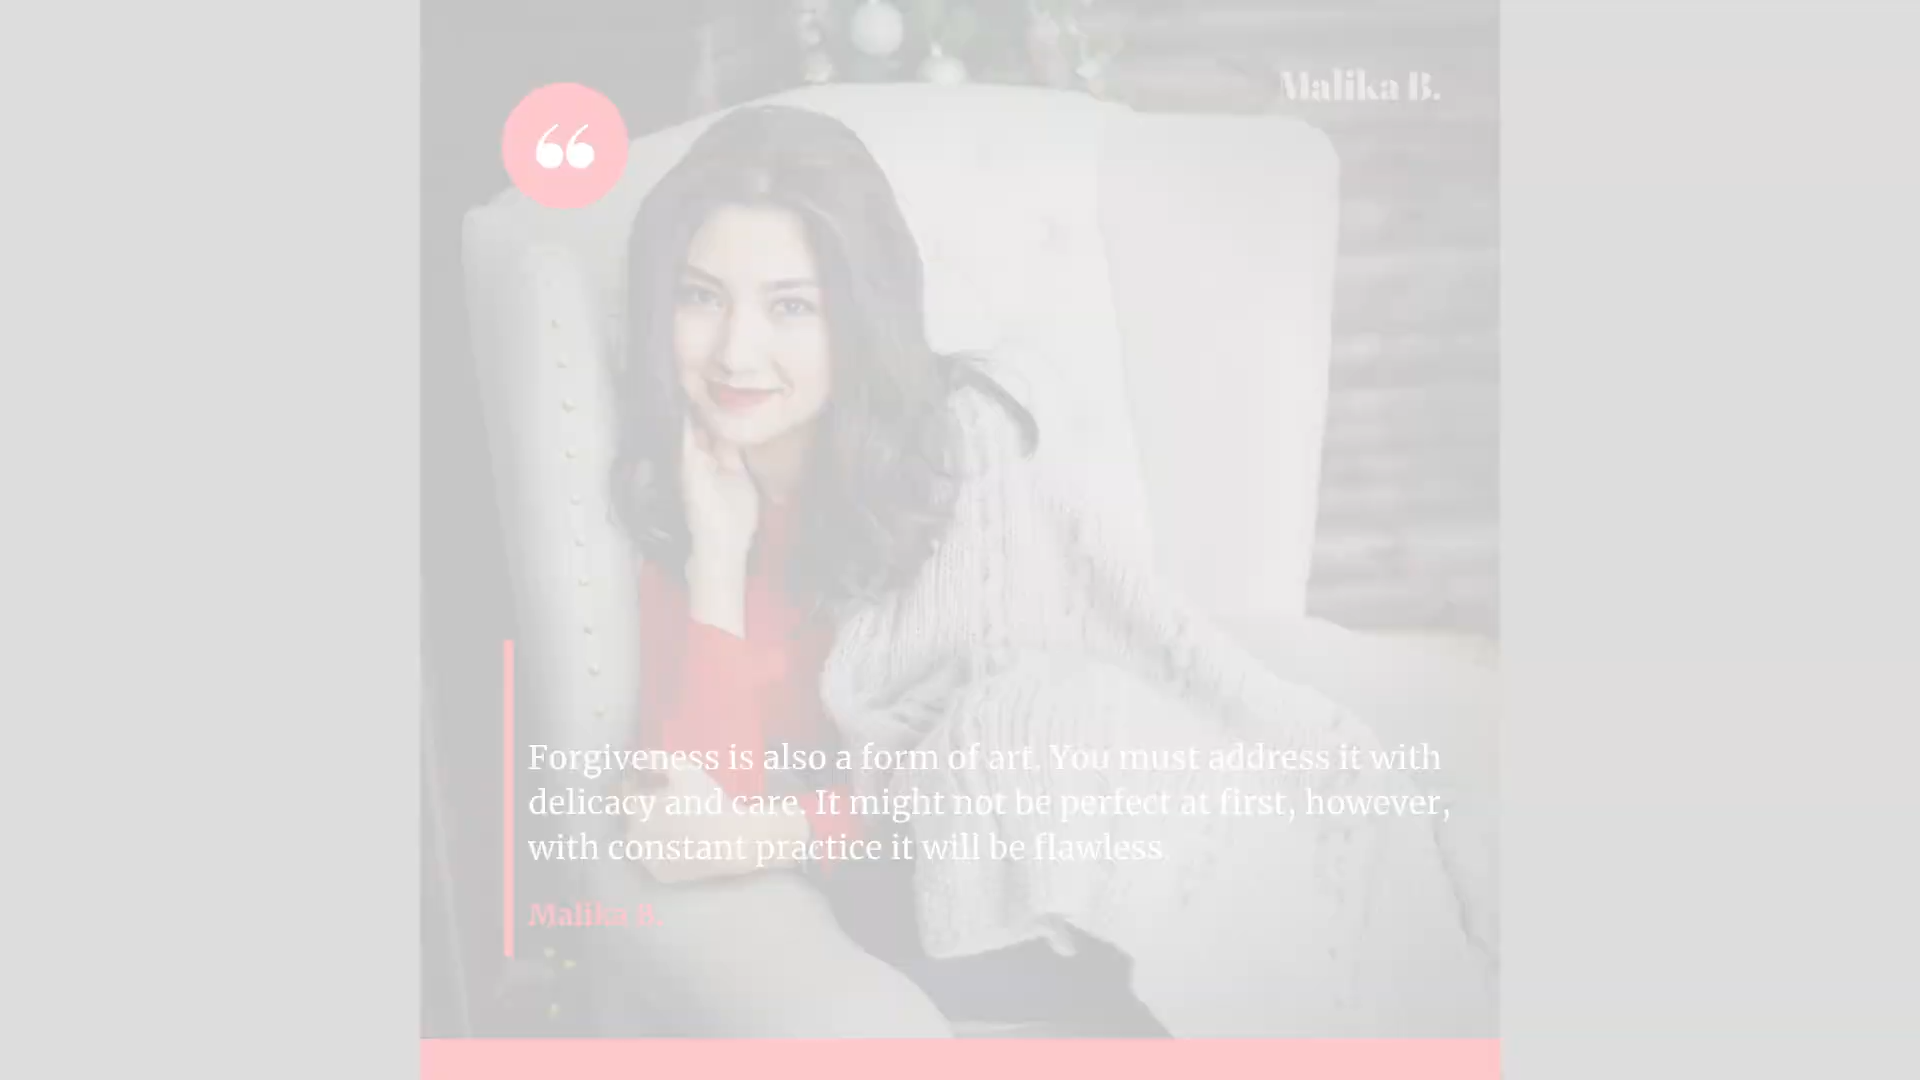 Malika B.
Forgiveness is also a form of art. You must address it with
delicacy and care. It might not be perfect at first, however,
with constant practice it will be flawless.
Malika B.